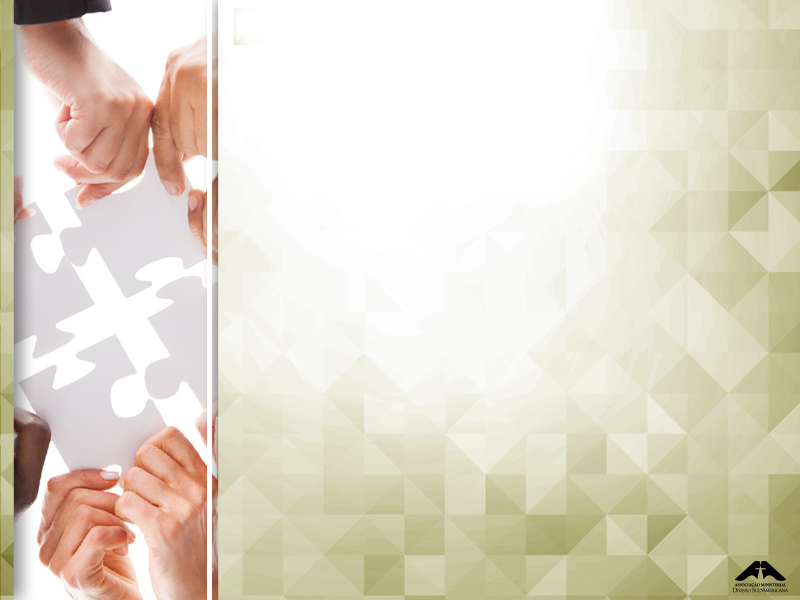 ASSOCIAÇÃO MINISTERIAL
DIVISÃO SUL-AMERICANA